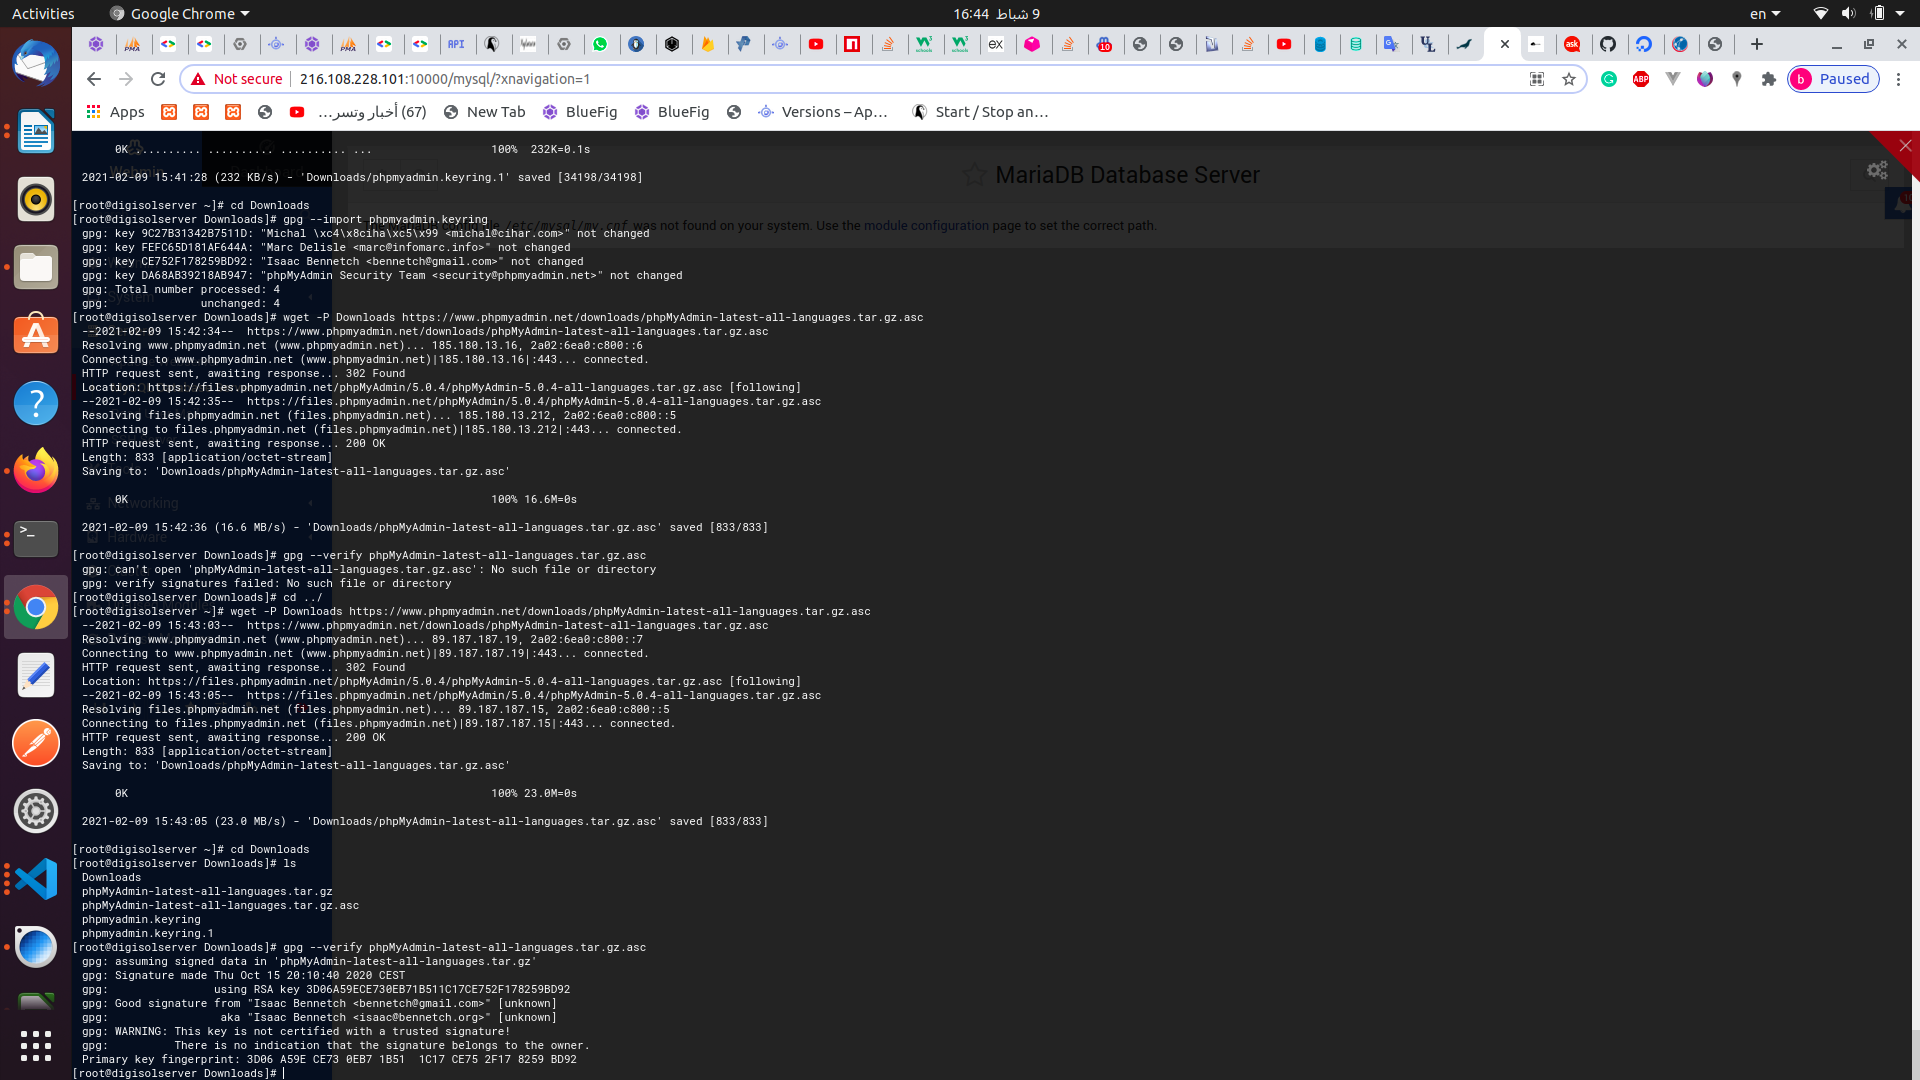 Activities
Google Chrome
9 شباط 16:44
en
Not secure
216.108.228.101:10000/mysql/?xnavigation=1
Paused
Apps
(67) أخبار وتسر...
New Tab
BlueFig
BlueFig
Versions – Ap...
Start / Stop an...
MariaDB Database Server
/etc/mysql/my.cnf was not found on your system. Use the module configuration page to set the correct path.
System
Networking
Hardware
0K .......... .......... .......... ... 100% 232K=0.1s
2021-02-09 15:41:28 (232 KB/s) - 'Downloads/phpmyadmin.keyring.1' saved [34198/34198]
[root@digisolserver ~]# cd Downloads
[root@digisolserver Downloads]# gpg --import phpmyadmin.keyring
gpg: key 9C27B31342B7511D: "Michal \xc4\x8ciha\xc5\x99 <michal@cihar.com>" not changed
gpg: key FEFC65D181AF644A: "Marc Delisle <marc@infomarc.info>" not changed
gpg: key CE752F178259BD92: "Isaac Bennetch <bennetch@gmail.com>" not changed
gpg: key DA68AB39218AB947: "phpMyAdmin Security Team <security@phpmyadmin.net>" not changed
gpg: Total number processed: 4
gpg: unchanged: 4
[root@digisolserver Downloads]# wget -P Downloads https://www.phpmyadmin.net/downloads/phpMyAdmin-latest-all-languages.tar.gz.asc
--2021-02-09 15:42:34-- https://www.phpmyadmin.net/downloads/phpMyAdmin-latest-all-languages.tar.gz.asc
Resolving www.phpmyadmin.net (www.phpmyadmin.net)... 185.180.13.16, 2a02:6ea0:c800::6
Connecting to www.phpmyadmin.net (www.phpmyadmin.net)|185.180.13.16|:443... connected.
HTTP request sent, awaiting response... 302 Found
Location: https://files.phpmyadmin.net/phpMyAdmin/5.0.4/phpMyAdmin-5.0.4-all-languages.tar.gz.asc [following]
--2021-02-09 15:42:35-- https://files.phpmyadmin.net/phpMyAdmin/5.0.4/phpMyAdmin-5.0.4-all-languages.tar.gz.asc
Resolving files.phpmyadmin.net (files.phpmyadmin.net)... 185.180.13.212, 2a02:6ea0:c800::5
Connecting to files.phpmyadmin.net (files.phpmyadmin.net)|185.180.13.212|:443... connected.
HTTP request sent, awaiting response... 200 OK
Length: 833 [application/octet-stream]
Saving to: 'Downloads/phpMyAdmin-latest-all-languages.tar.gz.asc'
0K 100% 16.6M=0s
2021-02-09 15:42:36 (16.6 MB/s) - 'Downloads/phpMyAdmin-latest-all-languages.tar.gz.asc' saved [833/833]
[root@digisolserver Downloads]# gpg --verify phpMyAdmin-latest-all-languages.tar.gz.asc
gpg: can't open 'phpMyAdmin-latest-all-languages.tar.gz.asc': No such file or directory
gpg: verify signatures failed: No such file or directory
[root@digisolserver Downloads]# cd ../
[root@digisolserver ~]# wget -P Downloads https://www.phpmyadmin.net/downloads/phpMyAdmin-latest-all-languages.tar.gz.asc
--2021-02-09 15:43:03-- https://www.phpmyadmin.net/downloads/phpMyAdmin-latest-all-languages.tar.gz.asc
Resolving www.phpmyadmin.net (www.phpmyadmin.net)... 89.187.187.19, 2a02:6ea0:c800::7
Connecting to www.phpmyadmin.net (www.phpmyadmin.net)|89.187.187.19|:443... connected.
HTTP request sent, awaiting response... 302 Found
Location: https://files.phpmyadmin.net/phpMyAdmin/5.0.4/phpMyAdmin-5.0.4-all-languages.tar.gz.asc [following]
--2021-02-09 15:43:05-- https://files.phpmyadmin.net/phpMyAdmin/5.0.4/phpMyAdmin-5.0.4-all-languages.tar.gz.asc
Resolving files.phpmyadmin.net (files.phpmyadmin.net)... 89.187.187.15, 2a02:6ea0:c800::5
Connecting to files.phpmyadmin.net (files.phpmyadmin.net)|89.187.187.15|:443... connected.
HTTP request sent, awaiting response... 200 OK
Length: 833 [application/octet-stream]
Saving to: 'Downloads/phpMyAdmin-latest-all-languages.tar.gz.asc'
0K 100% 23.0M=0s
2021-02-09 15:43:05 (23.0 MB/s) - 'Downloads/phpMyAdmin-latest-all-languages.tar.gz.asc' saved [833/833]
[root@digisolserver ~]# cd Downloads
[root@digisolserver Downloads]# ls
Downloads
phpMyAdmin-latest-all-languages.tar.gz
phpMyAdmin-latest-all-languages.tar.gz.asc
phpmyadmin.keyring
phpmyadmin.keyring.1
[root@digisolserver Downloads]# gpg --verify phpMyAdmin-latest-all-languages.tar.gz.asc
gpg: assuming signed data in 'phpMyAdmin-latest-all-languages.tar.gz'
gpg: Signature made Thu Oct 15 20:10:40 2020 CEST
gpg: using RSA key 3D06A59ECE730EB71B511C17CE752F178259BD92
gpg: Good signature from "Isaac Bennetch <bennetch@gmail.com>" [unknown]
gpg: aka "Isaac Bennetch <isaac@bennetch.org>" [unknown]
gpg: WARNING: This key is not certified with a trusted signature!
gpg: There is no indication that the signature belongs to the owner.
Primary key fingerprint: 3D06 A59E CE73 0EB7 1B51 1C17 CE75 2F17 8259 BD92
[root@digisolserver Downloads]#